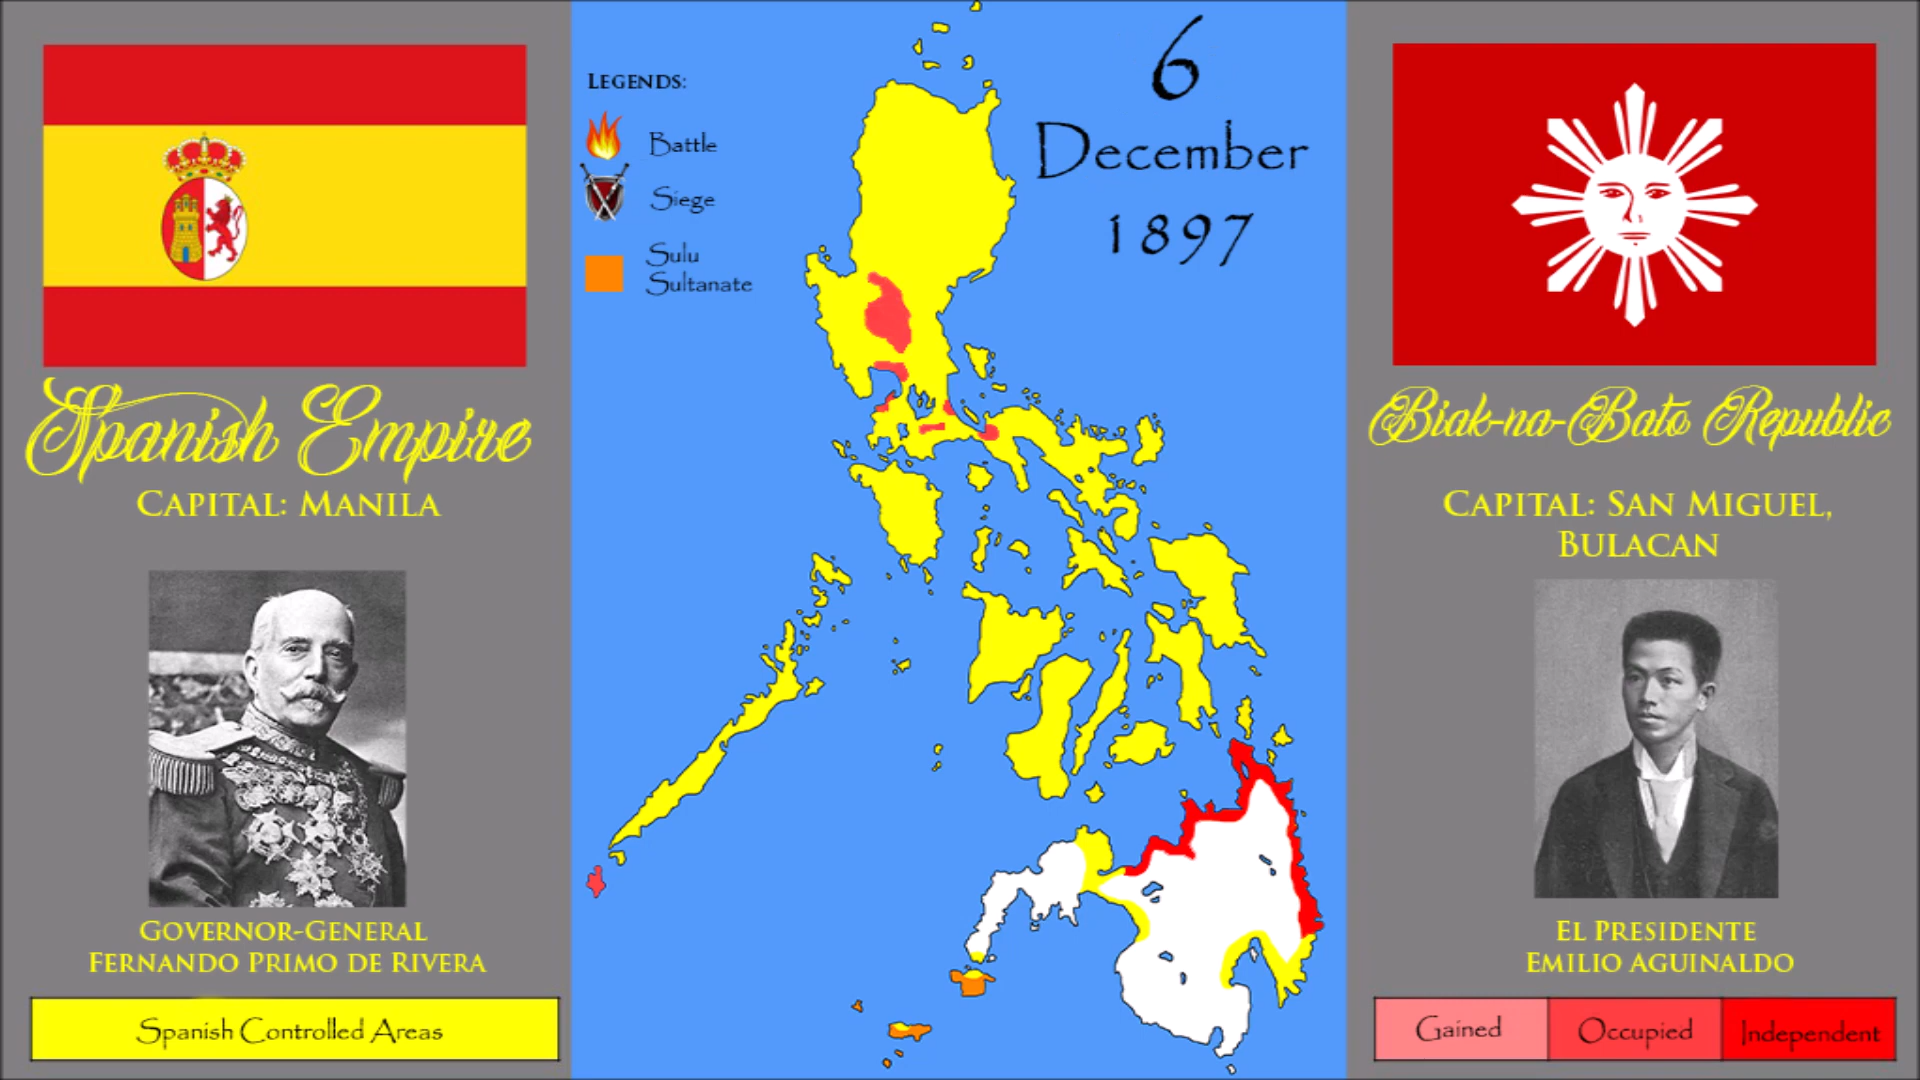 Spanish Empire
CAPITAL: MANILA
GOVERNOR-GENERAL
FERNANDO PRIMO DE RIVERA
Spanish Controlled Areas
LEGENDS:
Battle
Siege
Sulu
Sultanate
6
December
1897
Biak-na-Bato Republic
CAPITAL: SAN MIGUEL,
BULACAN
EL PRESIDENTE
EMILIO AGUINALDO
Gained Occupied Independent